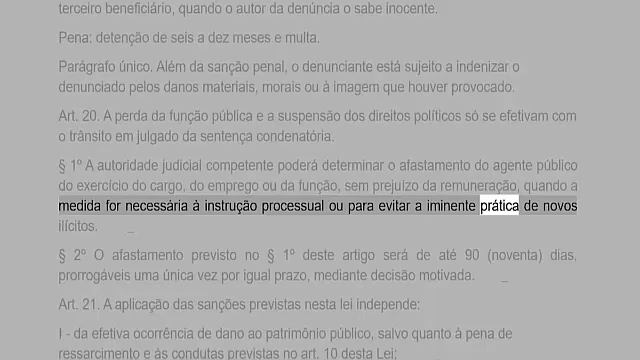 terceiro beneficiário, quando o autor da denúncia o sabe inocente.
Pena: detenção de seis a dez meses e multa.
Parágrafo único. Além da sanção penal, o denunciante está sujeito a indenizar o
denunciado pelos danos materiais, morais ou à imagem que houver provocado.
Art. 20. A perda da função pública e a suspensão dos direitos políticos só se efetivam com
o trânsito em julgado da sentença condenatória.
§ 1º A autoridade judicial competente poderá determinar o afastamento do agente público
do exercício do cargo, do emprego ou da função, sem prejuízo da remuneração, quando a
medida for necessária à instrução processual ou para evitar a iminente prática de novos
ilícitos.
§ 2º O afastamento previsto no § 1º deste artigo será de até 90 (noventa) dias,
prorrogáveis uma única vez por igual prazo, mediante decisão motivada.
Art. 21. A aplicação das sanções previstas nesta lei independe:
I - da efetiva ocorrência de dano ao patrimônio público, salvo quanto à pena de
ressarcimento e às condutas previstas no art. 10 desta Lei;